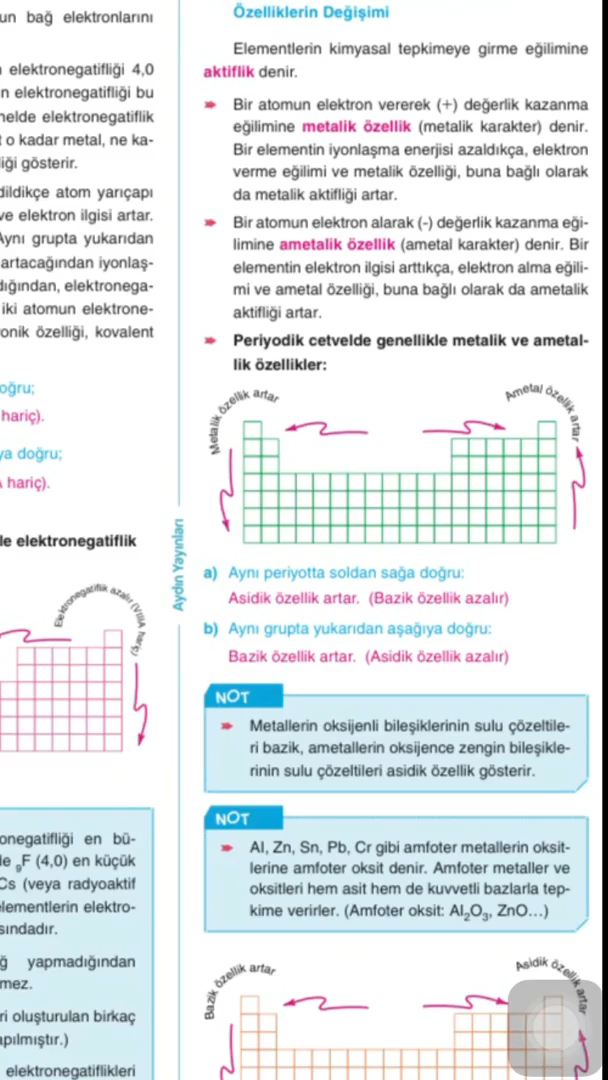 un bağ elektronlarını
elektronegatifliği 4,0
n elektronegatifliği bu
nelde elektronegatiflik
t o kadar metal, ne ka-
liği gösterir.
dildikçe atom yarıçapı
ve elektron ilgisi artar.
Aynı grupta yukarıdan
artacağından iyonlaş-
dığından, elektronega-
iki atomun elektrone-
onik özelliği, kovalent
oğru;
hariç).
ya doğru;
A hariç).
le elektronegatiflik
Elektronegatiflik azalır (VIIIA hariç)
onegatifliği en bü-
le ₉F (4,0) en küçük
Cs (veya radyoaktif
elementlerin elektro-
sındadır.
ğ yapmadığından
mez.
ri oluşturulan birkaç
apılmıştır.)
elektronegatiflikleri
Aydın Yayınları
Özelliklerin Değişimi
Elementlerin kimyasal tepkimeye girme eğilimine
aktiflik denir.
Bir atomun elektron vererek (+) değerlik kazanma
eğilimine metalik özellik (metalik karakter) denir.
Bir elementin iyonlaşma enerjisi azaldıkça, elektron
verme eğilimi ve metalik özelliği, buna bağlı olarak
da metalik aktifliği artar.
Bir atomun elektron alarak (-) değerlik kazanma eği-
limine ametalik özellik (ametal karakter) denir. Bir
elementin elektron ilgisi arttıkça, elektron alma eğili-
mi ve ametal özelliği, buna bağlı olarak da ametalik
aktifliği artar.
Periyodik cetvelde genellikle metalik ve ametal-
lik özellikler:
Metalik özellik artar
Ametal özellik artar
a) Aynı periyotta soldan sağa doğru:
Asidik özellik artar. (Bazik özellik azalır)
b) Aynı grupta yukarıdan aşağıya doğru:
Bazik özellik artar. (Asidik özellik azalır)
NOT
Metallerin oksijenli bileşiklerinin sulu çözeltile-
ri bazik, ametallerin oksijence zengin bileşikle-
rinin sulu çözeltileri asidik özellik gösterir.
NOT
Al, Zn, Sn, Pb, Cr gibi amfoter metallerin oksit-
lerine amfoter oksit denir. Amfoter metaller ve
oksitleri hem asit hem de kuvvetli bazlarla tep-
kime verirler. (Amfoter oksit: Al₂O₃, ZnO...)
Bazik özellik artar
Asidik özellik artar